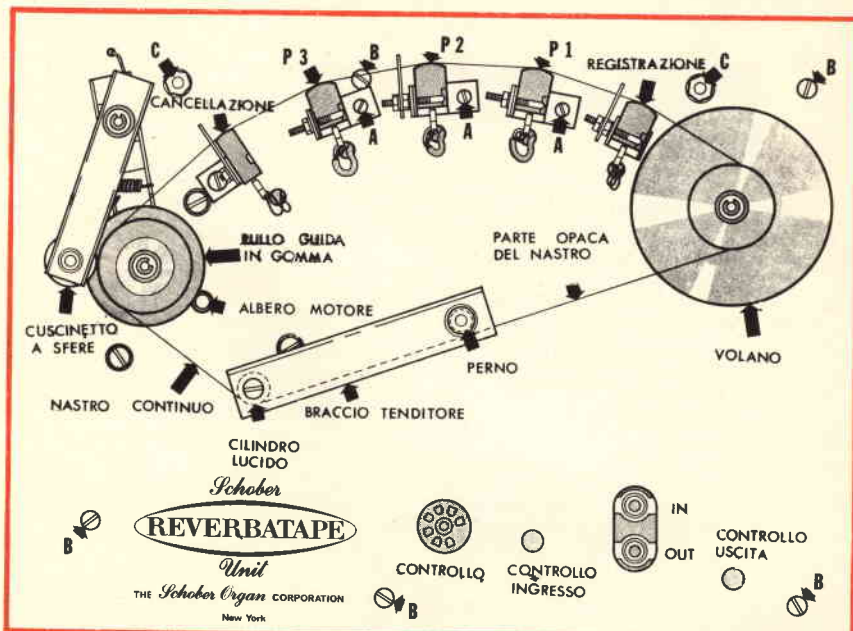 C
P 3
B
P 2
P 1
REGISTRAZIONE
C
B
CANCELLAZIONE
A
A
A
RULLO GUIDA
IN GOMMA
PARTE OPACA
DEL NASTRO
ALBERO MOTORE
CUSCINETTO
A SFERE
VOLANO
PERNO
NASTRO CONTINUO
BRACCIO TENDITORE
CILINDRO
LUCIDO
Schober
REVERBATAPE
Unit
THE Schober Organ CORPORATION
New York
B
CONTROLLO
B
CONTROLLO
INGRESSO
IN
OUT
CONTROLLO
USCITA
B